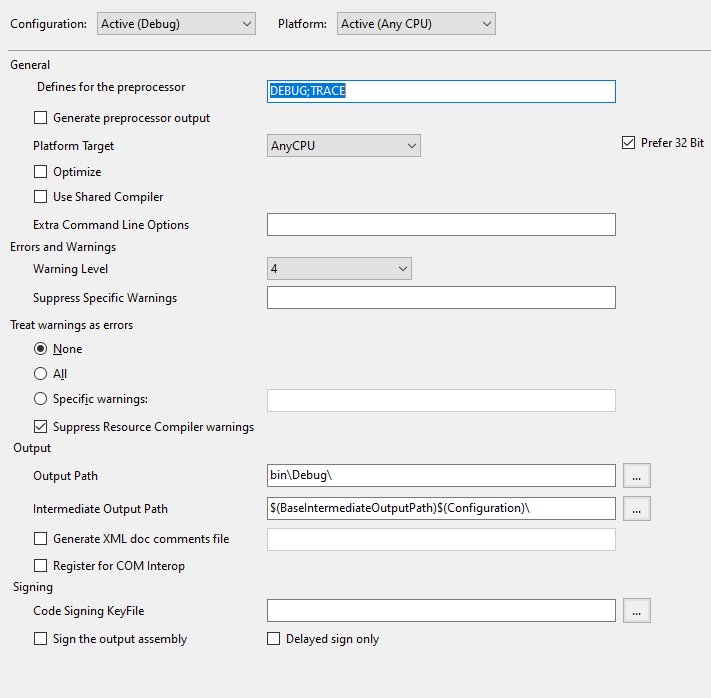 Configuration: Active (Debug) Platform: Active (Any CPU)
General
Defines for the preprocessor DEBUG;TRACE
Generate preprocessor output
Platform Target AnyCPU Prefer 32 Bit
Optimize
Use Shared Compiler
Extra Command Line Options
Errors and Warnings
Warning Level 4
Suppress Specific Warnings
Treat warnings as errors
None
All
Specific warnings:
Suppress Resource Compiler warnings
Output
Output Path bin\Debug\ ...
Intermediate Output Path $(BaseIntermediateOutputPath)$(Configuration)\ ...
Generate XML doc comments file
Register for COM Interop
Signing
Code Signing KeyFile ...
Sign the output assembly Delayed sign only